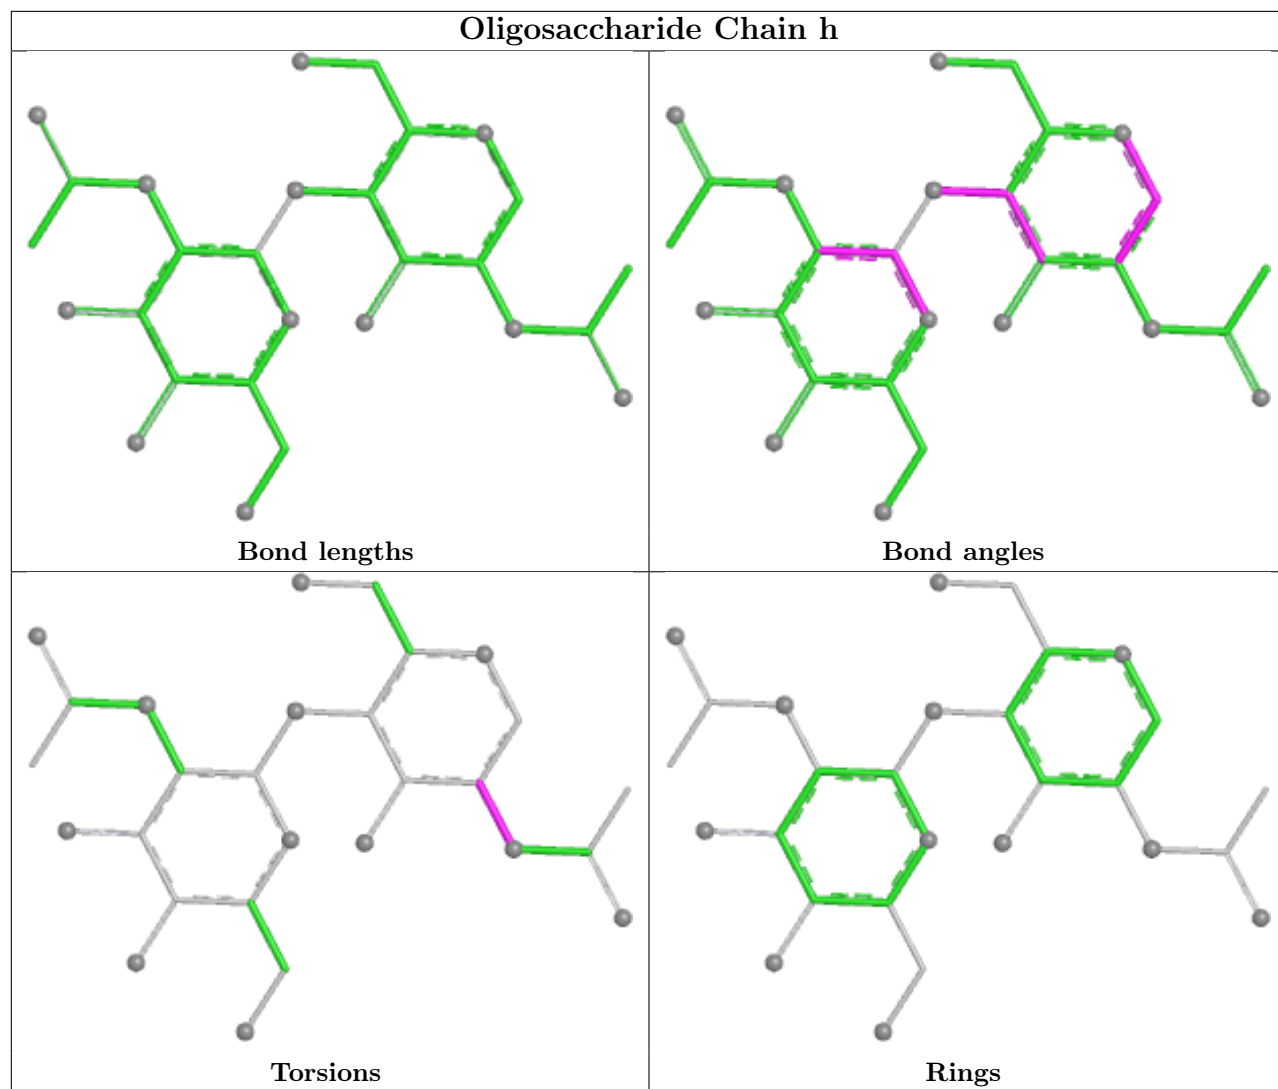 Oligosaccharide Chain h
Bond lengths
Bond angles
Torsions
Rings